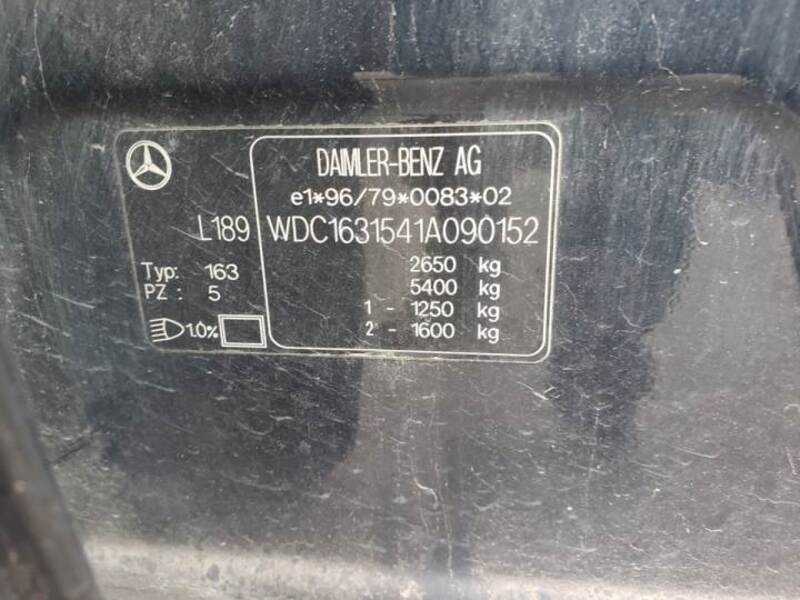 DAIMLER-BENZ AG
e1*96/79*0083*02
L189 WDC1631541A090152
Typ: 163 2650 kg
PZ : 5 5400 kg
1 - 1250 kg
1.0% 2 - 1600 kg